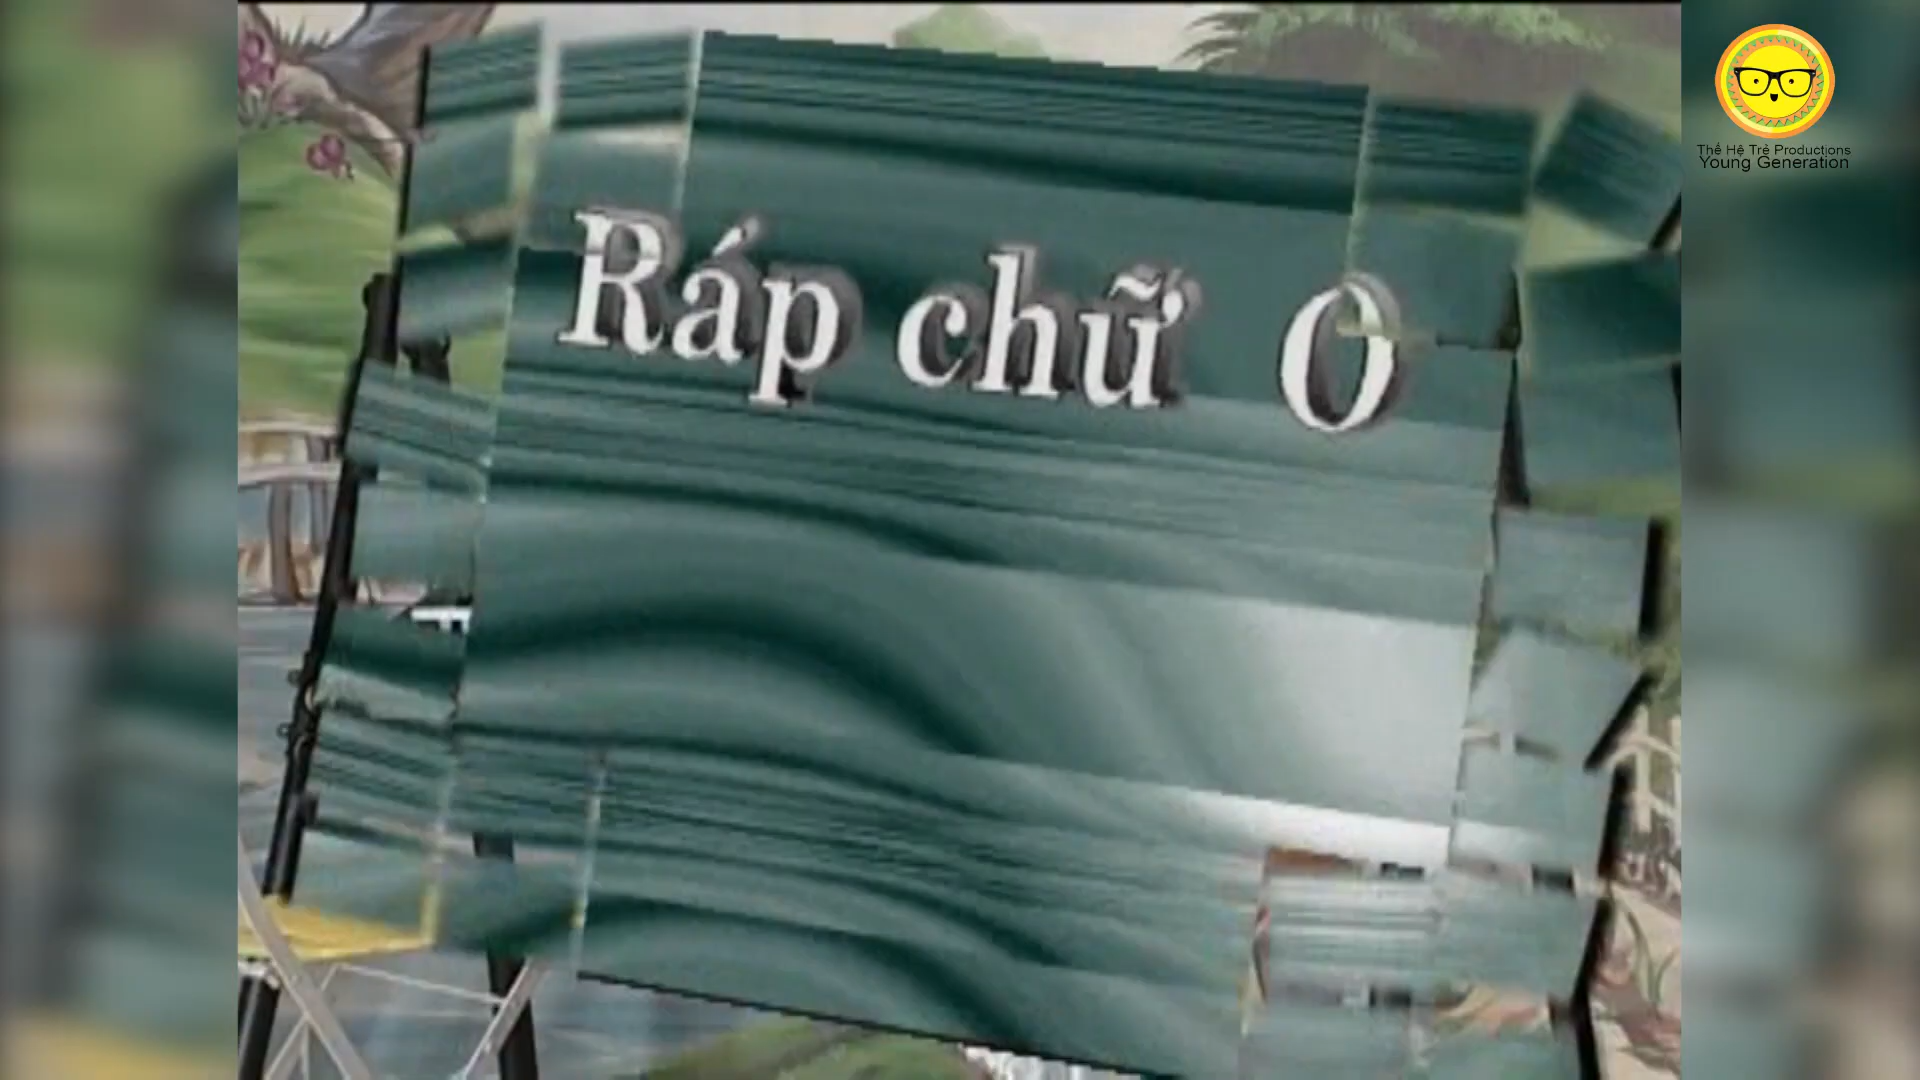 Ráp chữ O
Thế Hệ Trẻ Productions
Young Generation